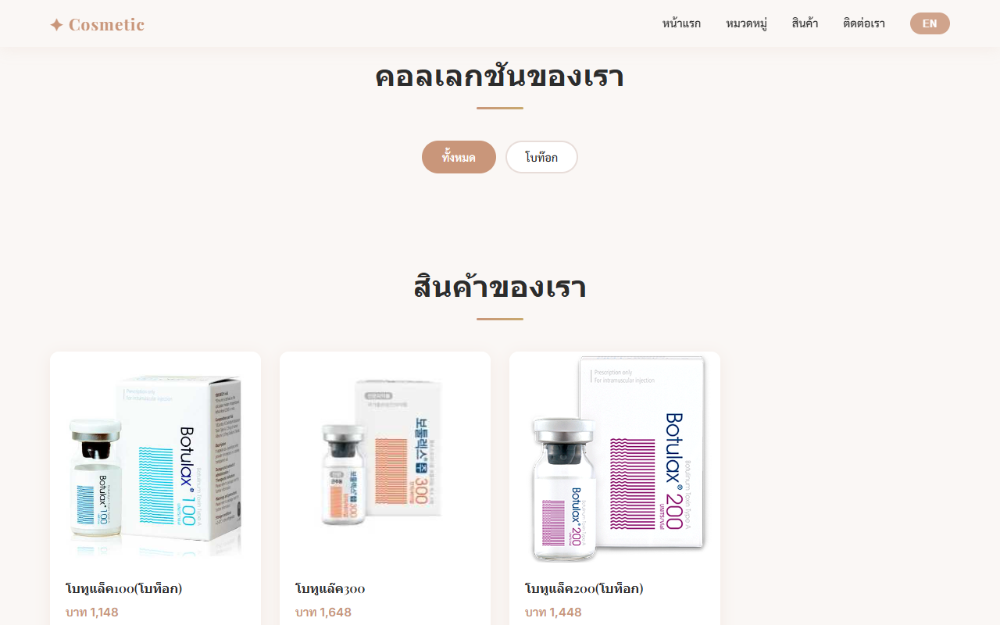 ✦ Cosmetic
หน้าแรก
หมวดหมู่
สินค้า
ติดต่อเรา
EN
คอลเลกชันของเรา
ทั้งหมด
โบท๊อก
สินค้าของเรา
Prescription only
For intramuscular injection
Botulax® 100
UNITS/Vial
Botulinum Toxin Type A
Botulax® 100
보툴렉스®주 300
Prescription only
For intramuscular injection
Botulax® 200
UNITS/Vial
Botulinum Toxin Type A
Botulax® 200
โบทูแล็ค100(โบท็อก)
บาท 1,148
โบทูแล๊ค300
บาท 1,648
โบทูแล็ค200(โบท็อก)
บาท 1,448